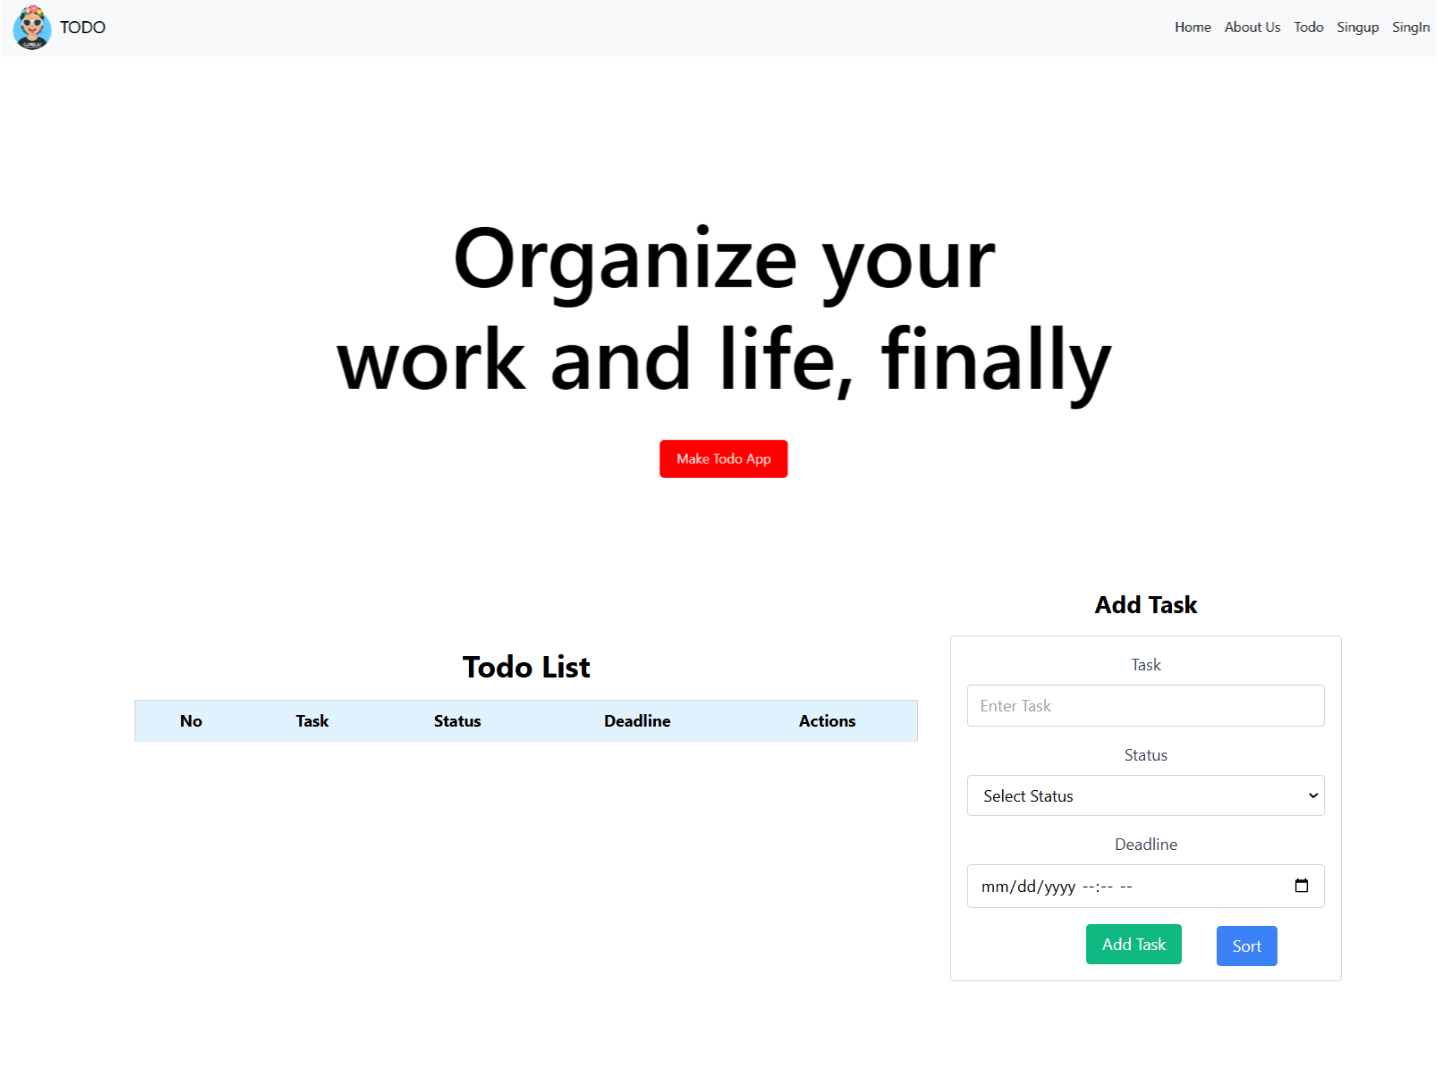 TODO
Home About Us Todo Singup SingIn
Organize your
work and life, finally
Make Todo App
Todo List
No Task Status Deadline Actions
Add Task
Task
Enter Task
Status
Select Status
Deadline
mm/dd/yyyy --:-- --
Add Task Sort